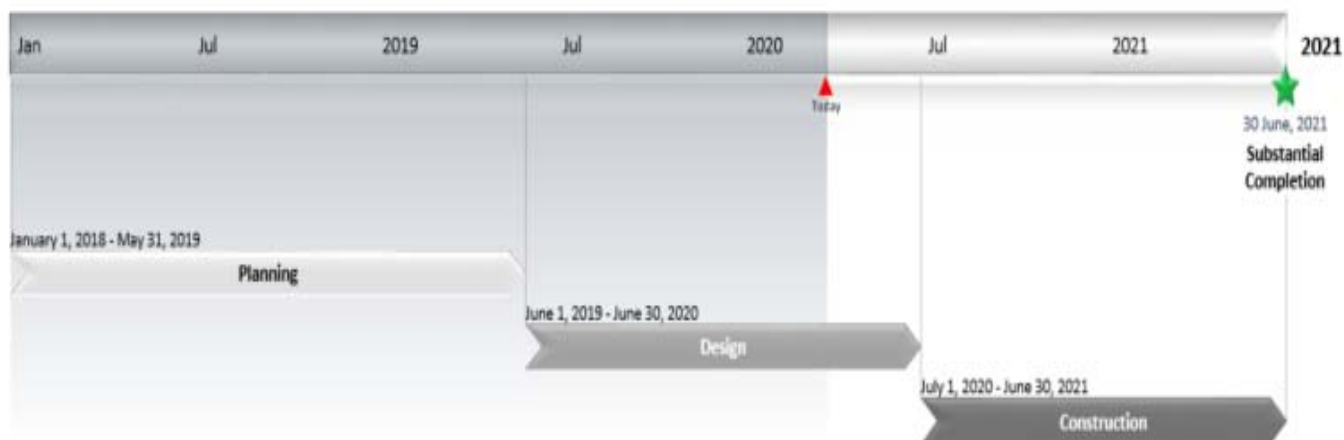 Jan Jul 2019 Jul 2020 Jul 2021 2021
Today
30 June, 2021
Substantial
Completion
January 1, 2018 - May 31, 2019
Planning
June 1, 2019 - June 30, 2020
Design
July 1, 2020 - June 30, 2021
Construction